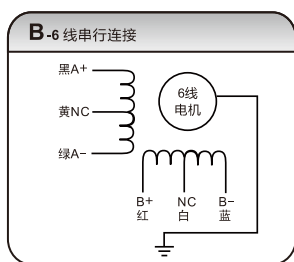 B-6 线串行连接
黑A+
黄NC
绿A-
6线
电机
B+ NC B-
红 白 蓝